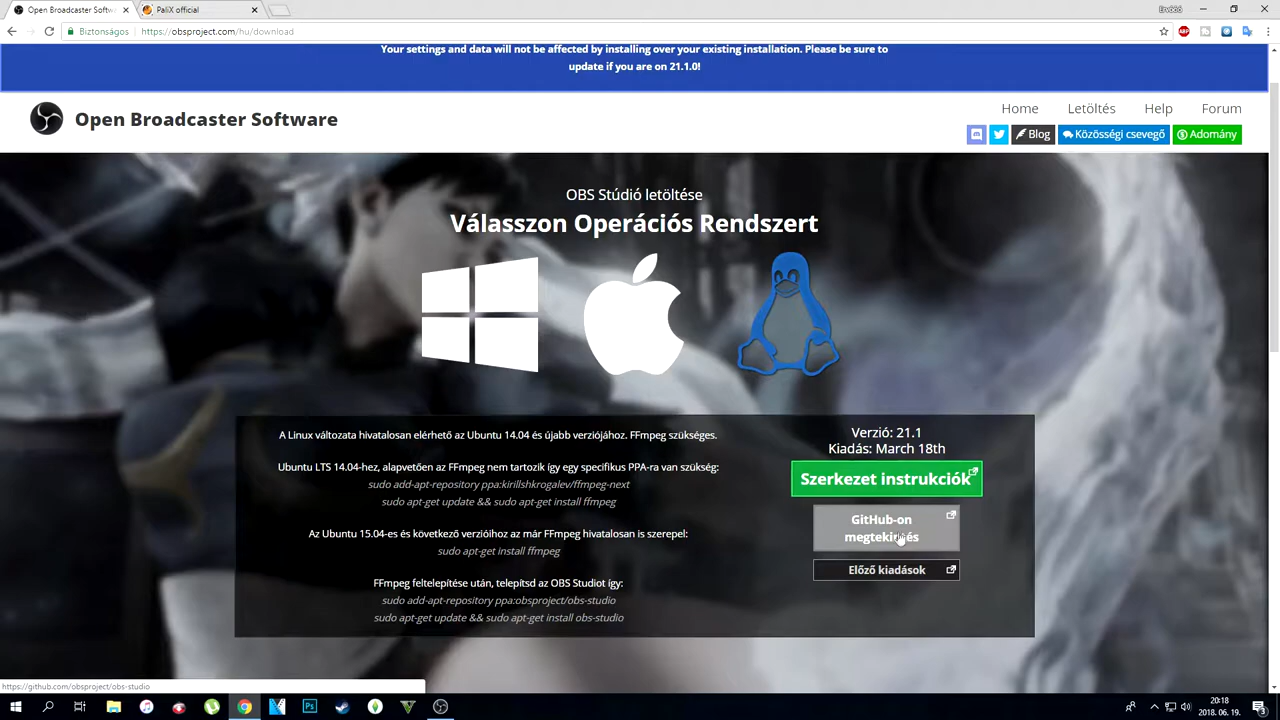 Open Broadcaster Softwa
PaliX official
Ervééé
Biztonságos
https://obsproject.com/hu/download
ABP
Your settings and data will not be affected by installing over your existing installation. Please be sure to
update if you are on 21.1.0!
Open Broadcaster Software
Home
Letöltés
Help
Forum
Blog
Közösségi csevegő
Adomány
OBS Stúdió letöltése
Válasszon Operációs Rendszert
A Linux változata hivatalosan elérhető az Ubuntu 14.04 és újabb verziójához. FFmpeg szükséges.
Ubuntu LTS 14.04-hez, alapvetően az FFmpeg nem tartozik így egy specifikus PPA-ra van szükség:
sudo add-apt-repository ppa:kirillshkrogalev/ffmpeg-next
sudo apt-get update && sudo apt-get install ffmpeg
Az Ubuntu 15.04-es és következő verzióihoz az már FFmpeg hivatalosan is szerepel:
sudo apt-get install ffmpeg
FFmpeg feltelepítése után, telepítsd az OBS Studiot így:
sudo add-apt-repository ppa:obsproject/obs-studio
sudo apt-get update && sudo apt-get install obs-studio
Verzió: 21.1
Kiadás: March 18th
Szerkezet instrukciók
GitHub-on
megtekintés
Előző kiadások
https://github.com/obsproject/obs-studio
Ps
20:18
2018. 06. 19.
3